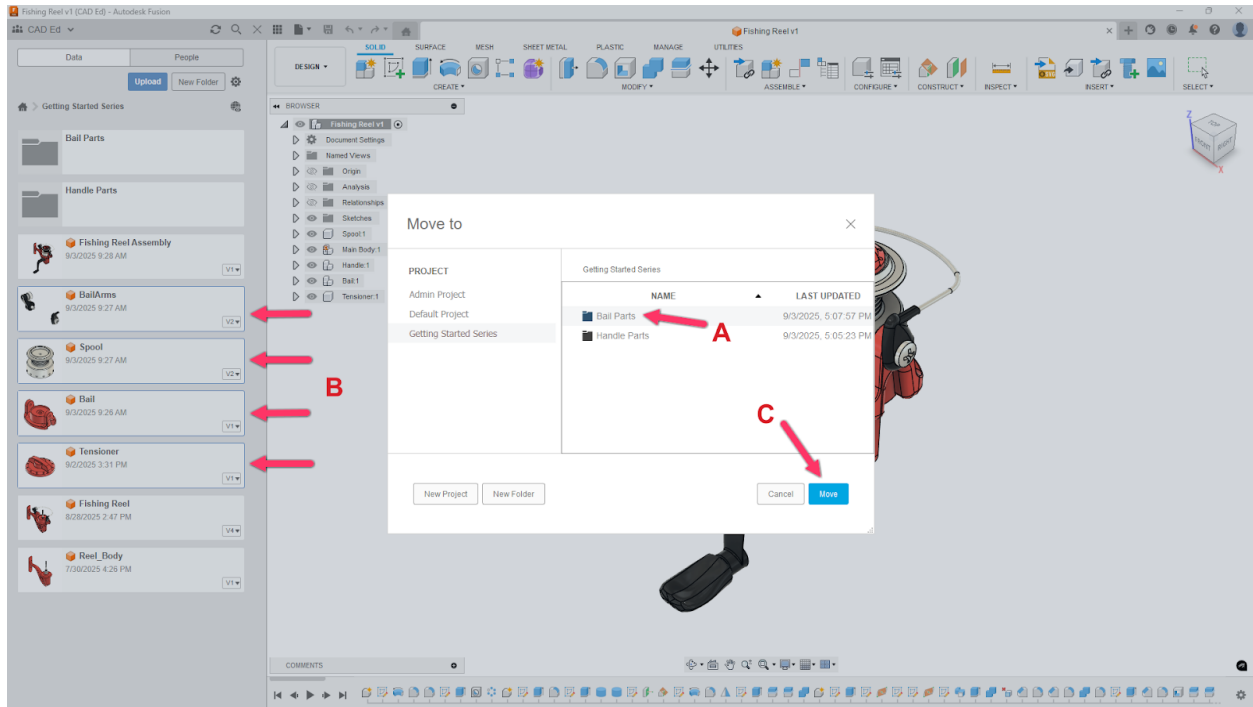 Fishing Reel v1 (CAD Ed) - Autodesk Fusion
CAD Ed
Fishing Reel v1
Data People
Upload New Folder
Getting Started Series
Bail Parts
Handle Parts
Fishing Reel Assembly
9/3/2025 9:28 AM
V1
BailArms
9/3/2025 9:27 AM
V2
Spool
9/3/2025 9:27 AM
V2
Bail
9/3/2025 9:26 AM
V1
Tensioner
9/2/2025 3:31 PM
V1
Fishing Reel
8/28/2025 2:47 PM
V4
Reel_Body
7/30/2025 4:26 PM
V1
B
SOLID SURFACE MESH SHEET METAL PLASTIC MANAGE UTILITIES
DESIGN
CREATE MODIFY ASSEMBLE CONFIGURE CONSTRUCT INSPECT INSERT SELECT
BROWSER
Fishing Reel v1
Document Settings
Named Views
Origin
Analysis
Relationships
Sketches
Spool:1
Main Body:1
Handle:1
Bail:1
Tensioner:1
Z
TOP
FRONT RIGHT
X
Move to
PROJECT
Admin Project
Default Project
Getting Started Series
Getting Started Series
NAME LAST UPDATED
Bail Parts 9/3/2025, 5:07:57 PM
Handle Parts 9/3/2025, 5:05:23 PM
A
C
New Project New Folder Cancel Move
COMMENTS